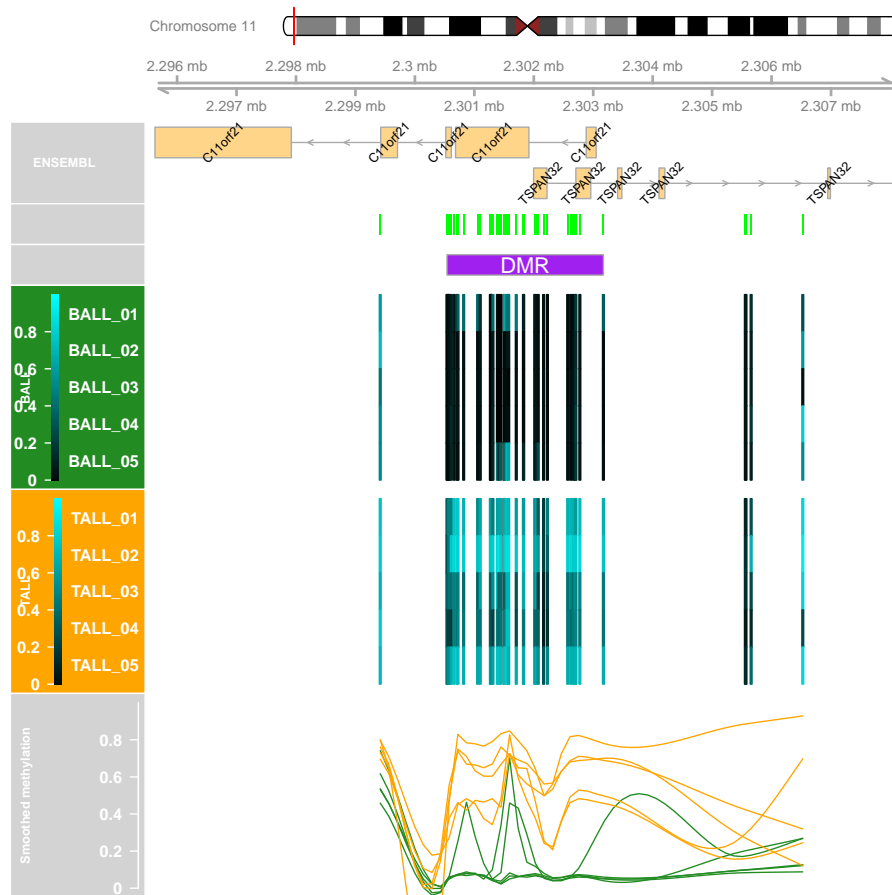 Chromosome 11
2.296 mb 2.298 mb 2.3 mb 2.302 mb 2.304 mb 2.306 mb
2.297 mb 2.299 mb 2.301 mb 2.303 mb 2.305 mb 2.307 mb
C11orf21 C11orf21 C11orf21 C11orf21 C11orf21
ENSEMBL
TSPAN32 TSPAN32 TSPAN32 TSPAN32 TSPAN32
DMR
BALL
0.8
0.6
0.4
0.2
0
BALL_01
BALL_02
BALL_03
BALL_04
BALL_05
TALL
0.8
0.6
0.4
0.2
0
TALL_01
TALL_02
TALL_03
TALL_04
TALL_05
Smoothed methylation
0.8
0.6
0.4
0.2
0